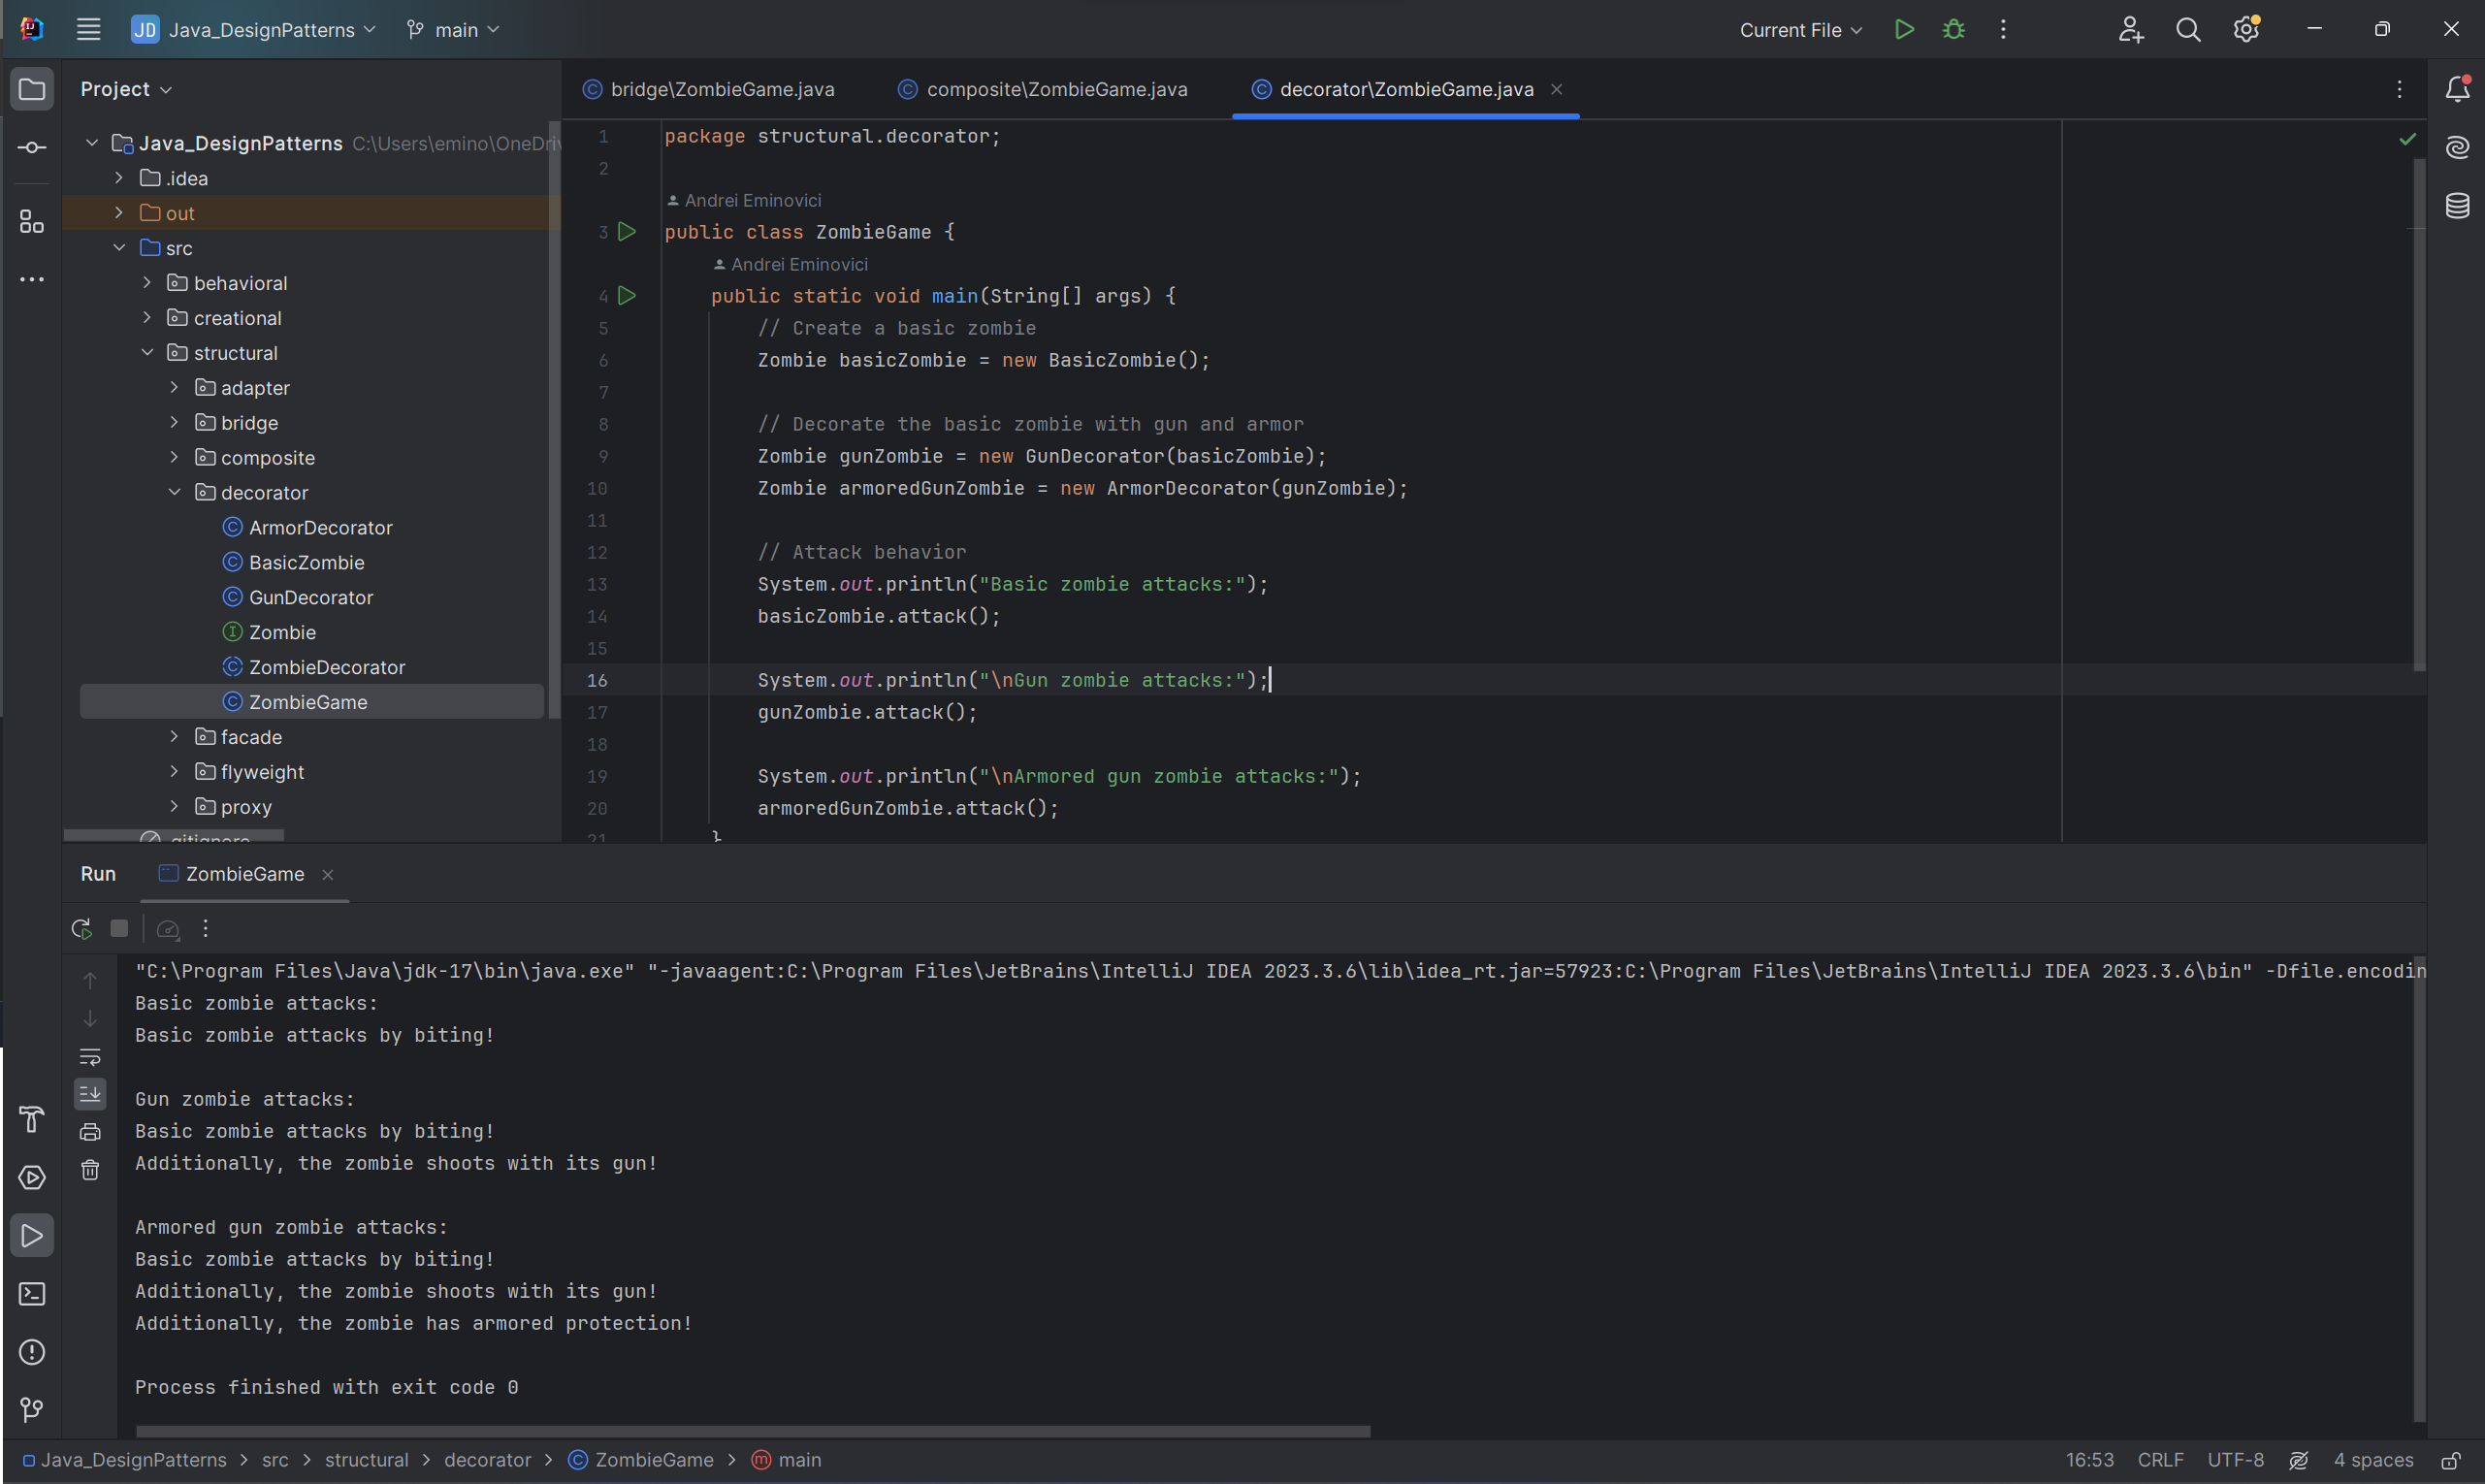 JD Java_DesignPatterns main Current File
Project
bridge\ZombieGame.java composite\ZombieGame.java decorator\ZombieGame.java
Java_DesignPatterns C:\Users\emino\OneDriv
.idea
out
src
behavioral
creational
structural
adapter
bridge
composite
decorator
ArmorDecorator
BasicZombie
GunDecorator
Zombie
ZombieDecorator
ZombieGame
facade
flyweight
proxy
.gitignore
1 package structural.decorator;
2
Andrei Eminovici
3 public class ZombieGame {
Andrei Eminovici
4 public static void main(String[] args) {
5 // Create a basic zombie
6 Zombie basicZombie = new BasicZombie();
7
8 // Decorate the basic zombie with gun and armor
9 Zombie gunZombie = new GunDecorator(basicZombie);
10 Zombie armoredGunZombie = new ArmorDecorator(gunZombie);
11
12 // Attack behavior
13 System.out.println("Basic zombie attacks:");
14 basicZombie.attack();
15
16 System.out.println("\nGun zombie attacks:");
17 gunZombie.attack();
18
19 System.out.println("\nArmored gun zombie attacks:");
20 armoredGunZombie.attack();
21 }
Run ZombieGame
"C:\Program Files\Java\jdk-17\bin\java.exe" "-javaagent:C:\Program Files\JetBrains\IntelliJ IDEA 2023.3.6\lib\idea_rt.jar=57923:C:\Program Files\JetBrains\IntelliJ IDEA 2023.3.6\bin" -Dfile.encodin
Basic zombie attacks:
Basic zombie attacks by biting!
Gun zombie attacks:
Basic zombie attacks by biting!
Additionally, the zombie shoots with its gun!
Armored gun zombie attacks:
Basic zombie attacks by biting!
Additionally, the zombie shoots with its gun!
Additionally, the zombie has armored protection!
Process finished with exit code 0
Java_DesignPatterns > src > structural > decorator > ZombieGame > main 16:53 CRLF UTF-8 4 spaces